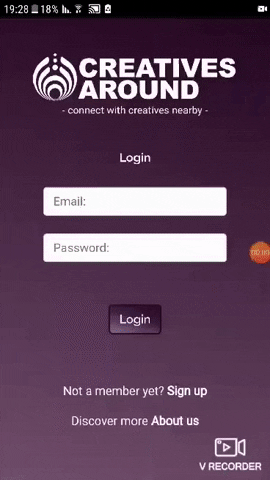 19:28 18%
CREATIVES
AROUND
- connect with creatives nearby -
Login
Email:
Password:
Login
Not a member yet? Sign up
Discover more About us
V RECORDER